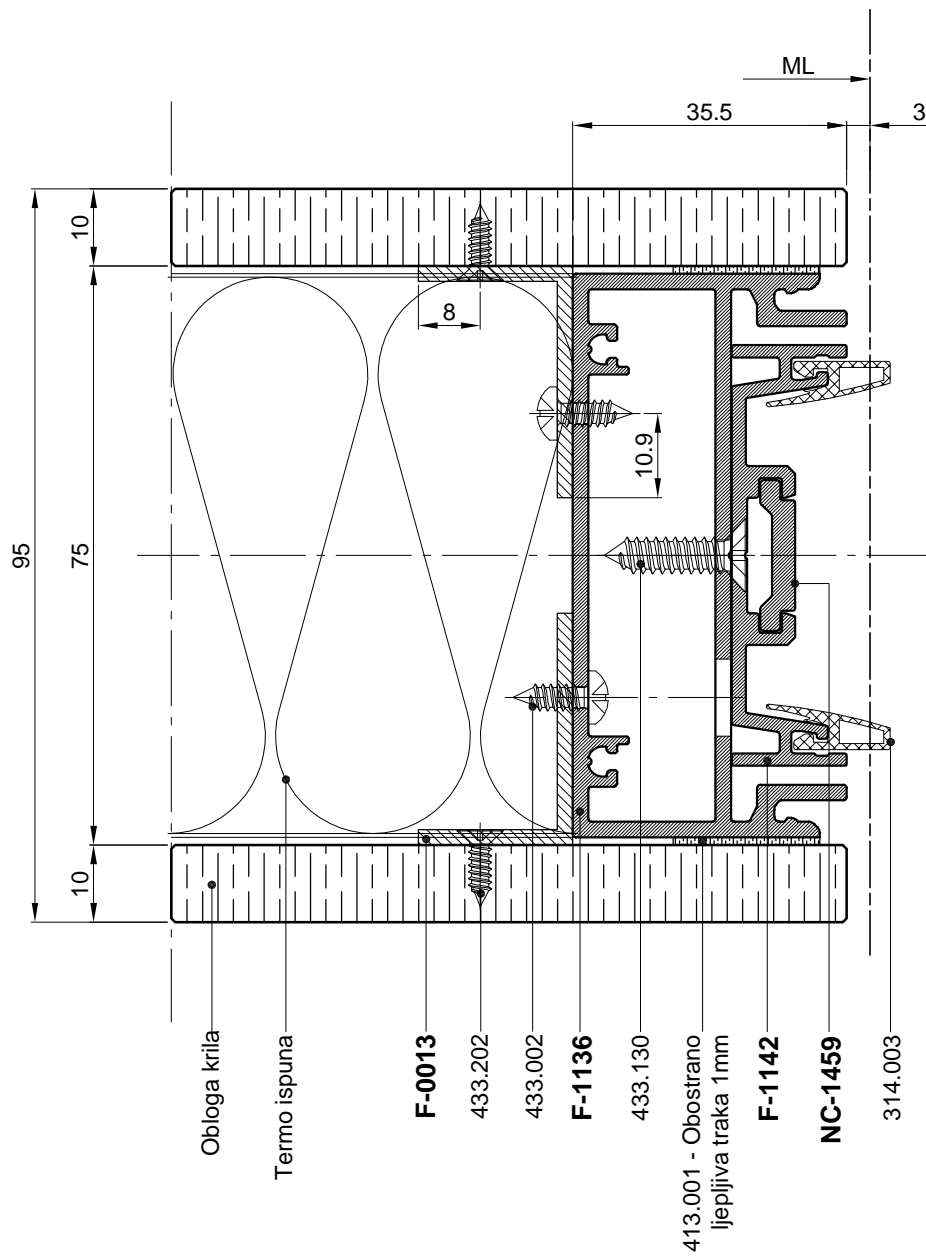 ML
35.5
3
95
10
75
10
8
10.9
Obloga krila
Termo ispuna
F-0013
433.202
433.002
F-1136
433.130
413.001 - Obostrano
ljepljiva traka 1mm
F-1142
NC-1459
314.003